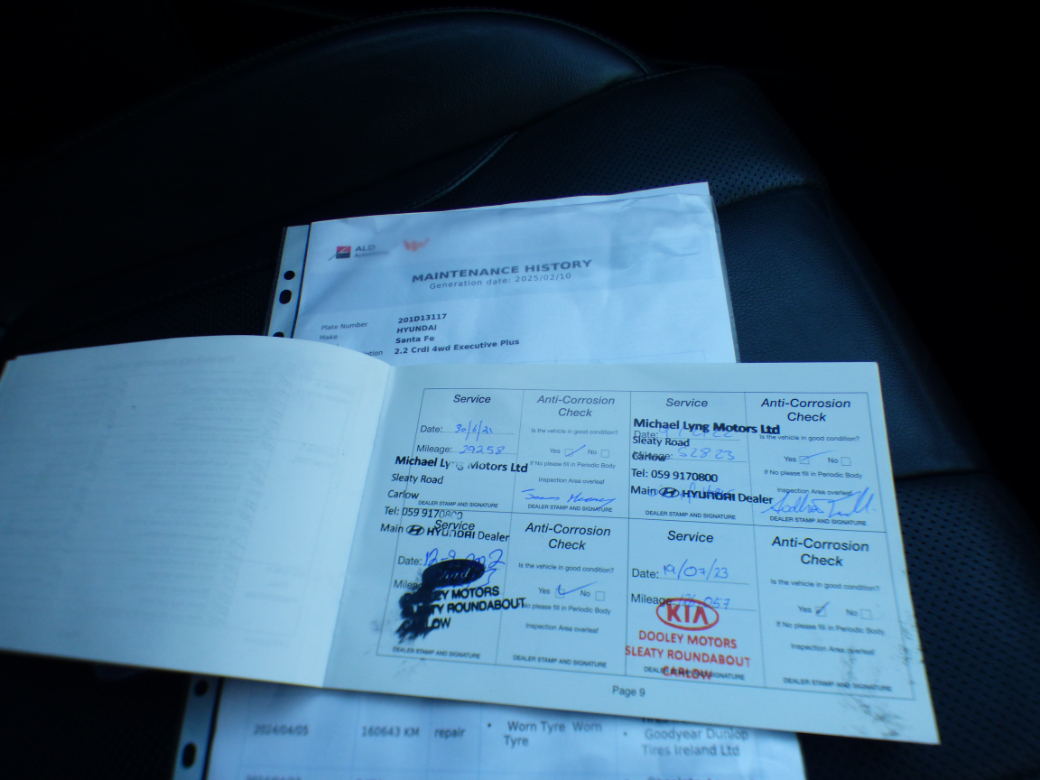 ALD
Automotive
MAINTENANCE HISTORY
Generation date: 2025/02/10
Plate Number 201D13117
Make HYUNDAI
Santa Fe
2.2 Crdi 4wd Executive Plus
Service
Date: 30/6/21
Mileage: 29258
Michael Lyng Motors Ltd
Sleaty Road
Carlow
Tel: 059 9170800
Main HYUNDAI Dealer
DEALER STAMP AND SIGNATURE
Anti-Corrosion
Check
Is the vehicle in good condition?
Yes No
If No please fill in Periodic Body
Inspection Area overleaf
DEALER STAMP AND SIGNATURE
Service
Date:
Mileage: 52823
Michael Lyng Motors Ltd
Sleaty Road
Carlow
Tel: 059 9170800
Main HYUNDAI Dealer
DEALER STAMP AND SIGNATURE
Anti-Corrosion
Check
Is the vehicle in good condition?
Yes No
If No please fill in Periodic Body
Inspection Area overleaf
DEALER STAMP AND SIGNATURE
Service
Date:
MOTORS
ROUNDABOUT
DEALER STAMP AND SIGNATURE
Anti-Corrosion
Check
Is the vehicle in good condition?
Yes No
If No please fill in Periodic Body
Inspection Area overleaf
DEALER STAMP AND SIGNATURE
Service
Date: 19/07/23
Mileage
KIA
DOOLEY MOTORS
SLEATY ROUNDABOUT
CARLOW
Anti-Corrosion
Check
Is the vehicle in good condition?
Yes No
If No please fill in Periodic Body
Inspection Area overleaf
DEALER STAMP AND SIGNATURE
Page 9
2024/04/05 160643 KM repair • Worn Tyre Worn
Tyre
Goodyear Dunlop
Tires Ireland Ltd